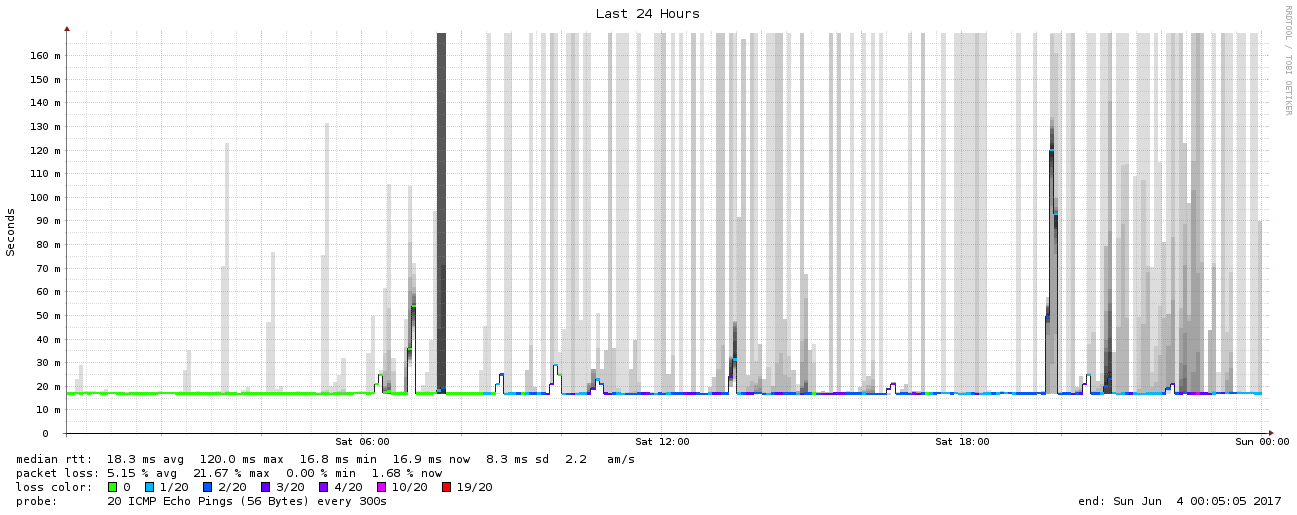 Last 24 Hours
RRDTOOL / TOBI OETIKER
Seconds
160 m
150 m
140 m
130 m
120 m
110 m
100 m
90 m
80 m
70 m
60 m
50 m
40 m
30 m
20 m
10 m
0
Sat 06:00 Sat 12:00 Sat 18:00 Sun 00:00
median rtt: 18.3 ms avg 120.0 ms max 16.8 ms min 16.9 ms now 8.3 ms sd 2.2 am/s
packet loss: 5.15 % avg 21.67 % max 0.00 % min 1.68 % now
loss color: 0 1/20 2/20 3/20 4/20 10/20 19/20
probe: 20 ICMP Echo Pings (56 Bytes) every 300s end: Sun Jun 4 00:05:05 2017